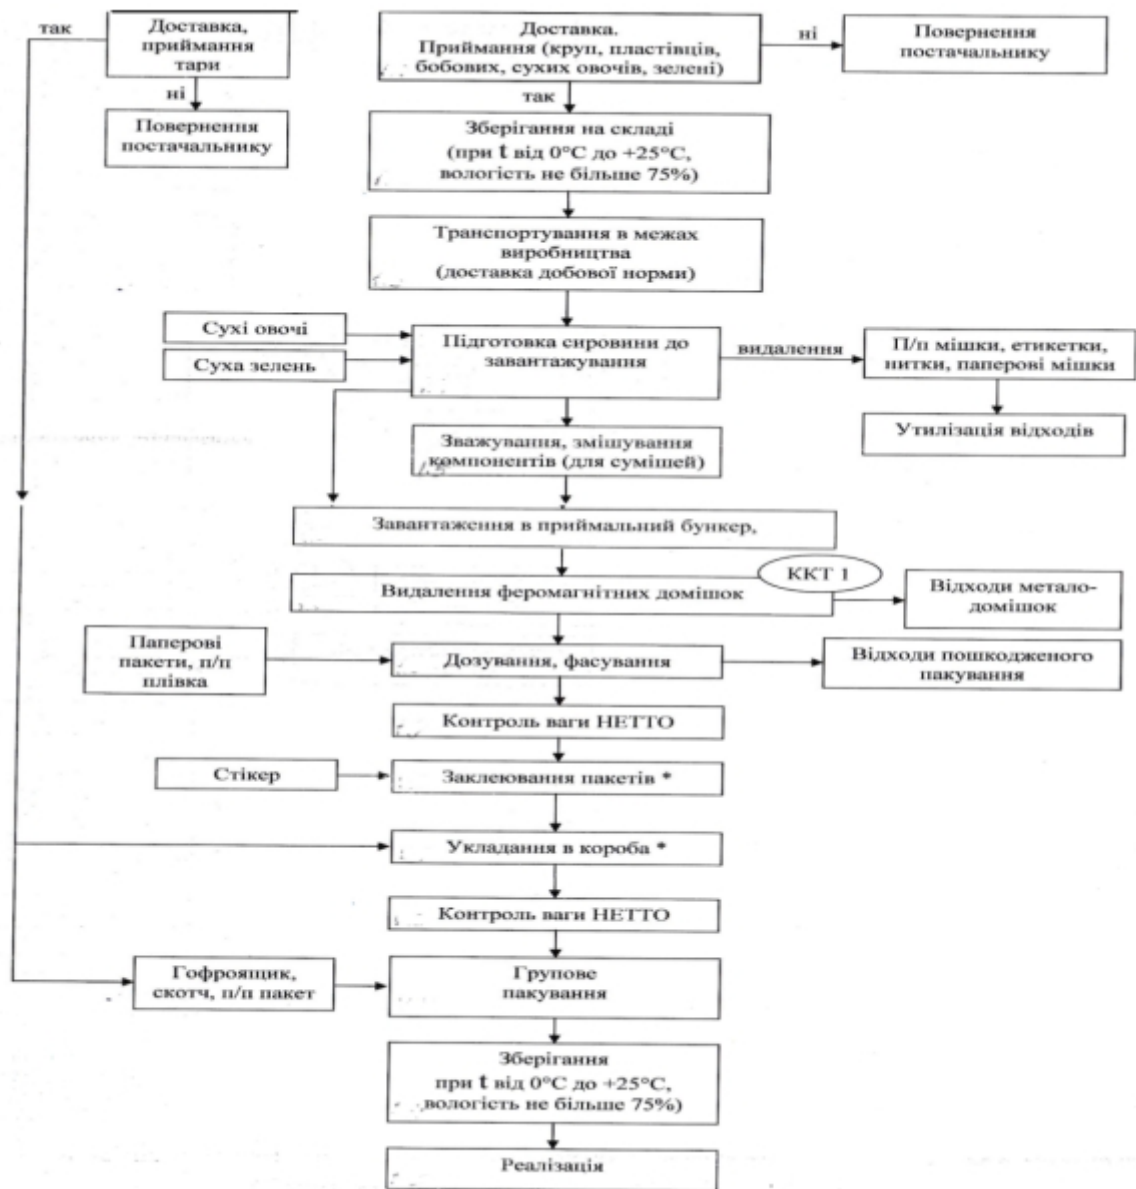 так
Доставка,
приймання
тари
ні
Повернення
постачальнику
Доставка.
Приймання (круп, пластівців,
бобових, сухих овочів, зелені)
ні
Повернення
постачальнику
так
Зберігання на складі
(при t від 0°C до +25°C,
вологість не більше 75%)
Транспортування в межах
виробництва
(доставка добової норми)
Сухі овочі
Суха зелень
Підготовка сировини до
завантажування
видалення
П/п мішки, етикетки,
нитки, паперові мішки
Утилізація відходів
Зважування, змішування
компонентів (для сумішей)
Завантаження в приймальний бункер,
ККТ 1
Видалення феромагнітних домішок
Відходи метало-
домішок
Паперові
пакети, п/п
плівка
Дозування, фасування
Відходи пошкодженого
пакування
Контроль ваги НЕТТО
Стікер
Заклеювання пакетів *
Укладання в короба *
Контроль ваги НЕТТО
Гофроящик,
скотч, п/п пакет
Групове
пакування
Зберігання
при t від 0°C до +25°C,
вологість не більше 75%)
Реалізація